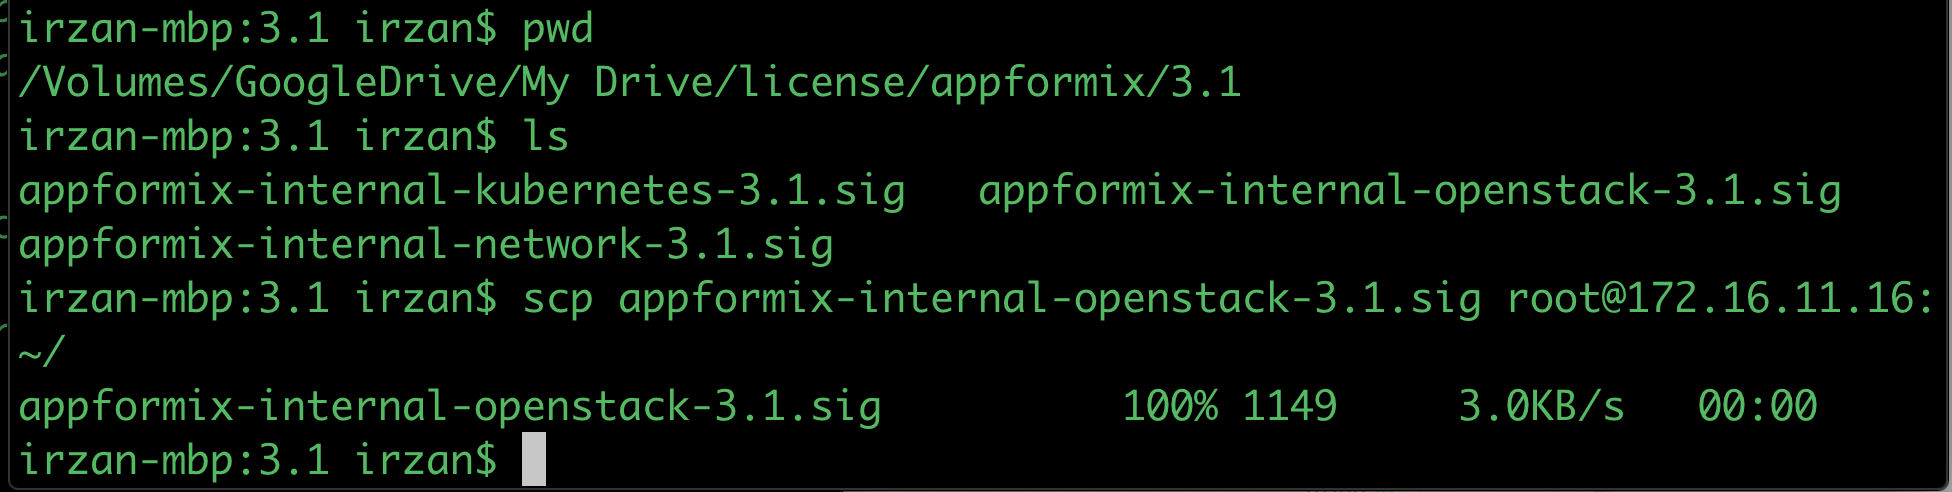 irzan-mbp:3.1 irzan$ pwd
/Volumes/GoogleDrive/My Drive/license/appformix/3.1
irzan-mbp:3.1 irzan$ ls
appformix-internal-kubernetes-3.1.sig   appformix-internal-openstack-3.1.sig
appformix-internal-network-3.1.sig
irzan-mbp:3.1 irzan$ scp appformix-internal-openstack-3.1.sig root@172.16.11.16:
~/
appformix-internal-openstack-3.1.sig          100% 1149     3.0KB/s   00:00
irzan-mbp:3.1 irzan$